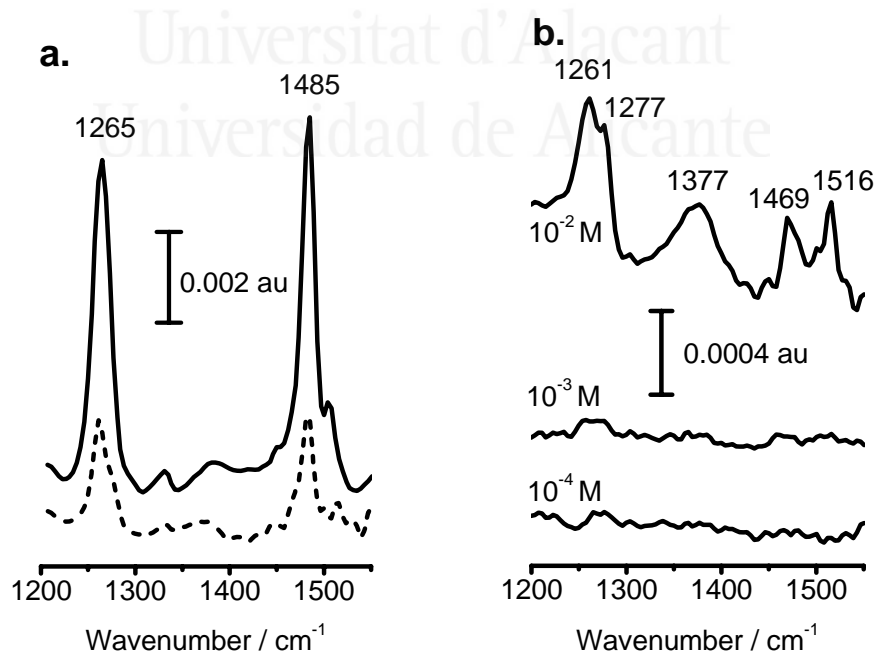 Universitat d'Alacant
Universidad de Alicante
a.
1265
1485
0.002 au
1200 1300 1400 1500
Wavenumber / cm⁻¹
b.
1261
1277
1377
1469
1516
10⁻² M
0.0004 au
10⁻³ M
10⁻⁴ M
1200 1300 1400 1500
Wavenumber / cm⁻¹